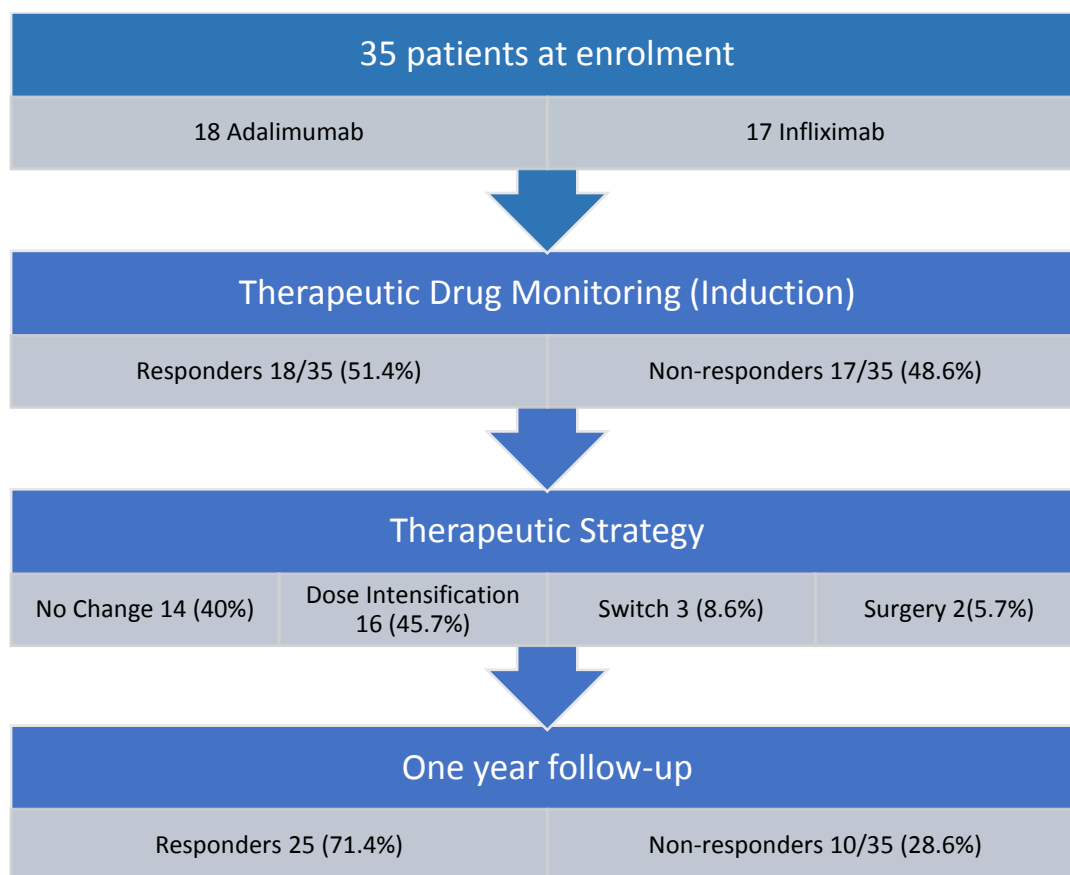 35 patients at enrolment
18 Adalimumab
17 Infliximab
Therapeutic Drug Monitoring (Induction)
Responders 18/35 (51.4%)
Non-responders 17/35 (48.6%)
Therapeutic Strategy
No Change 14 (40%)
Dose Intensification
16 (45.7%)
Switch 3 (8.6%)
Surgery 2(5.7%)
One year follow-up
Responders 25 (71.4%)
Non-responders 10/35 (28.6%)